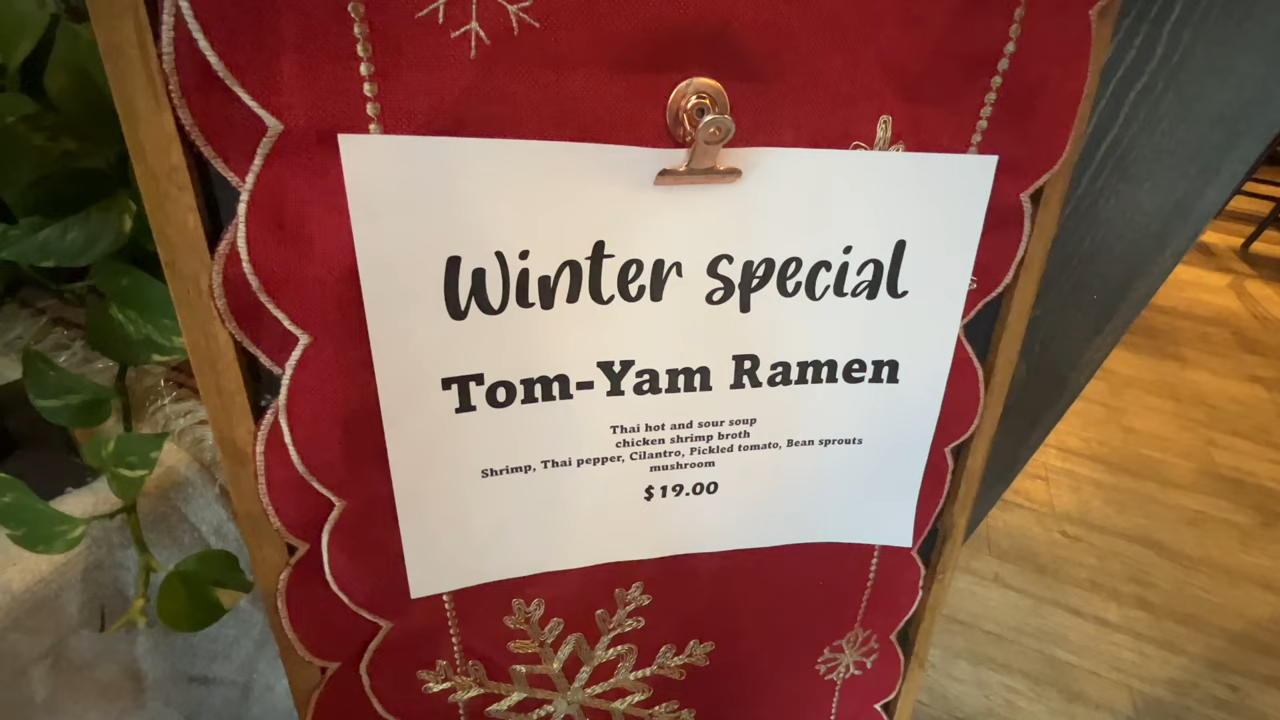 Winter special
Tom-Yam Ramen
Thai hot and sour soup
chicken shrimp broth
Shrimp, Thai pepper, Cilantro, Pickled tomato, Bean sprouts
mushroom
$19.00